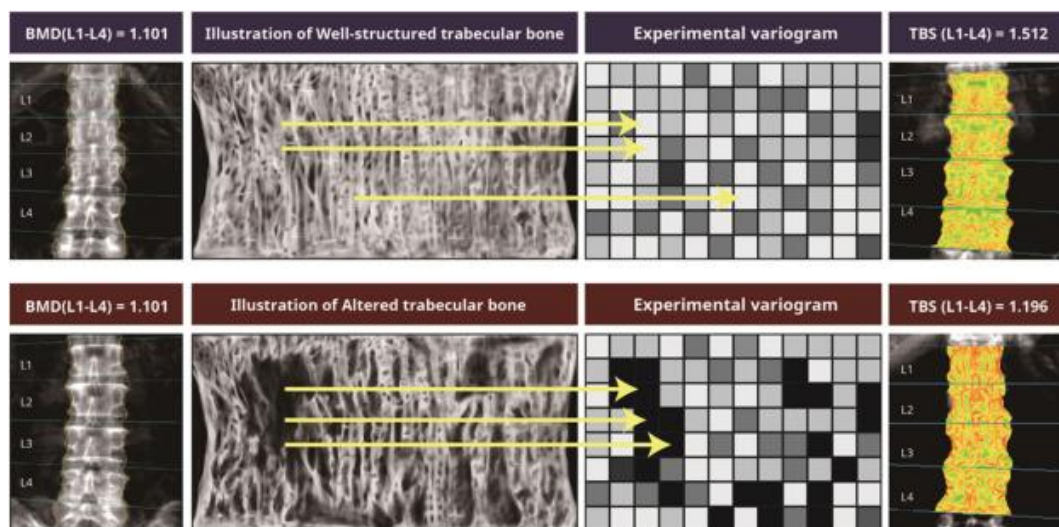 BMD(L1-L4) = 1.101
Illustration of Well-structured trabecular bone
Experimental variogram
TBS (L1-L4) = 1.512
L1
L2
L3
L4
L1
L2
L3
L4
BMD(L1-L4) = 1.101
Illustration of Altered trabecular bone
Experimental variogram
TBS (L1-L4) = 1.196
L1
L2
L3
L4
L1
L2
L3
L4